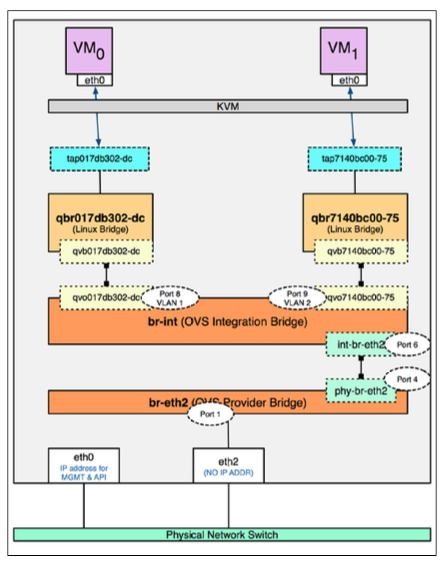 VM0
VM1
eth0
eth0
KVM
tap017db302-dc
tap7140bc00-75
qbr017db302-dc
(Linux Bridge)
qbr7140bc00-75
(Linux Bridge)
qvb017db302-dc
qvb7140bc00-75
qvo017db302-dc
Port 8
VLAN 1
Port 9
VLAN 2
qvo7140bc00-75
br-int (OVS Integration Bridge)
int-br-eth2
Port 6
phy-br-eth2
Port 4
br-eth2 (OVS Provider Bridge)
Port 1
eth0
IP address for
MGMT & API
eth2
(NO IP ADDR)
Physical Network Switch